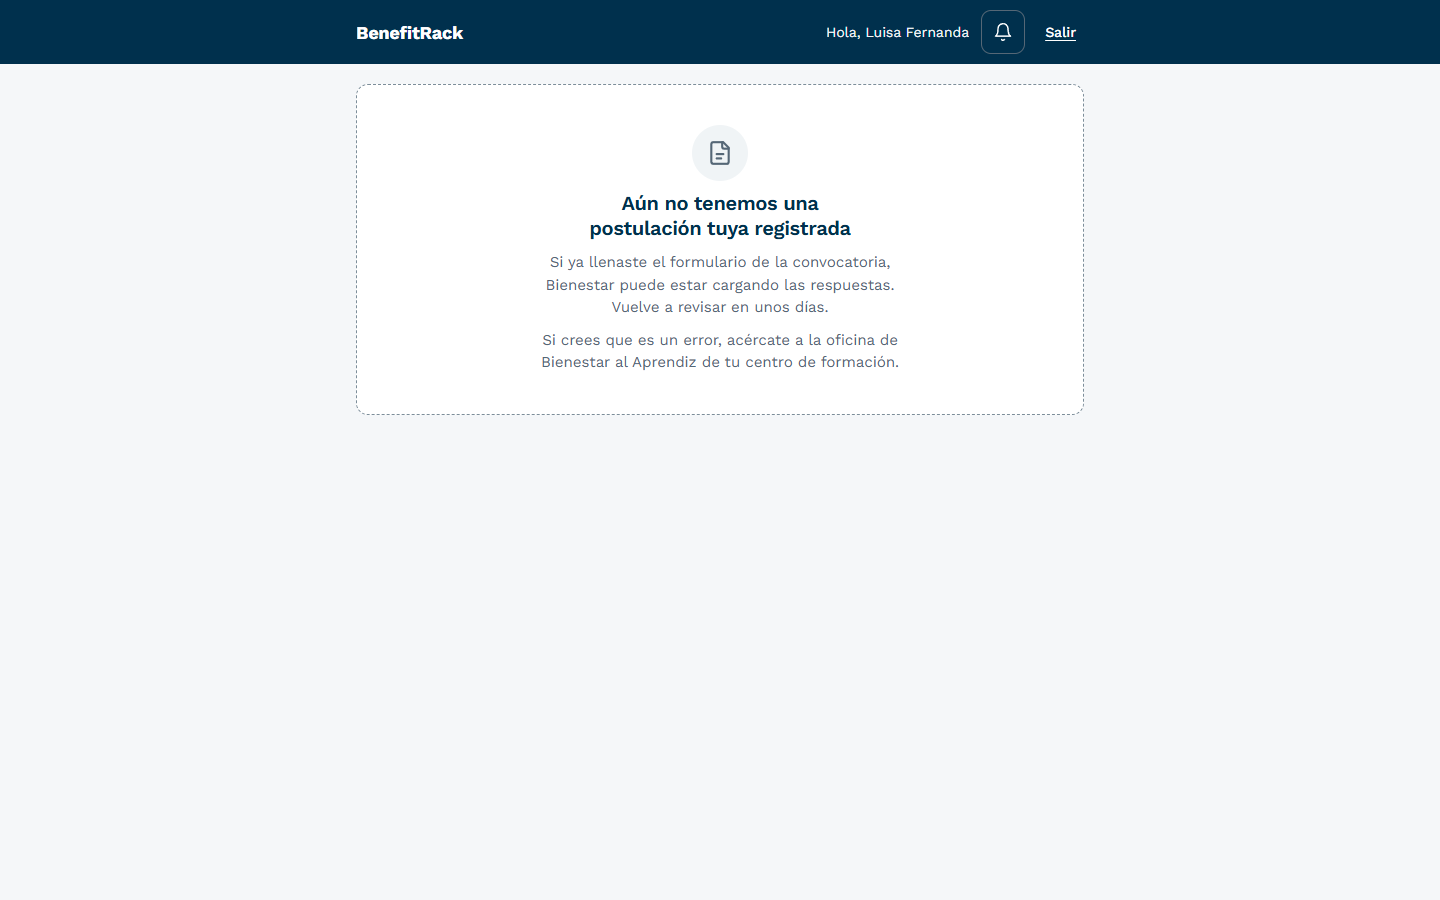 BenefitRack
Hola, Luisa Fernanda
Salir
Aún no tenemos una
postulación tuya registrada
Si ya llenaste el formulario de la convocatoria,
Bienestar puede estar cargando las respuestas.
Vuelve a revisar en unos días.
Si crees que es un error, acércate a la oficina de
Bienestar al Aprendiz de tu centro de formación.